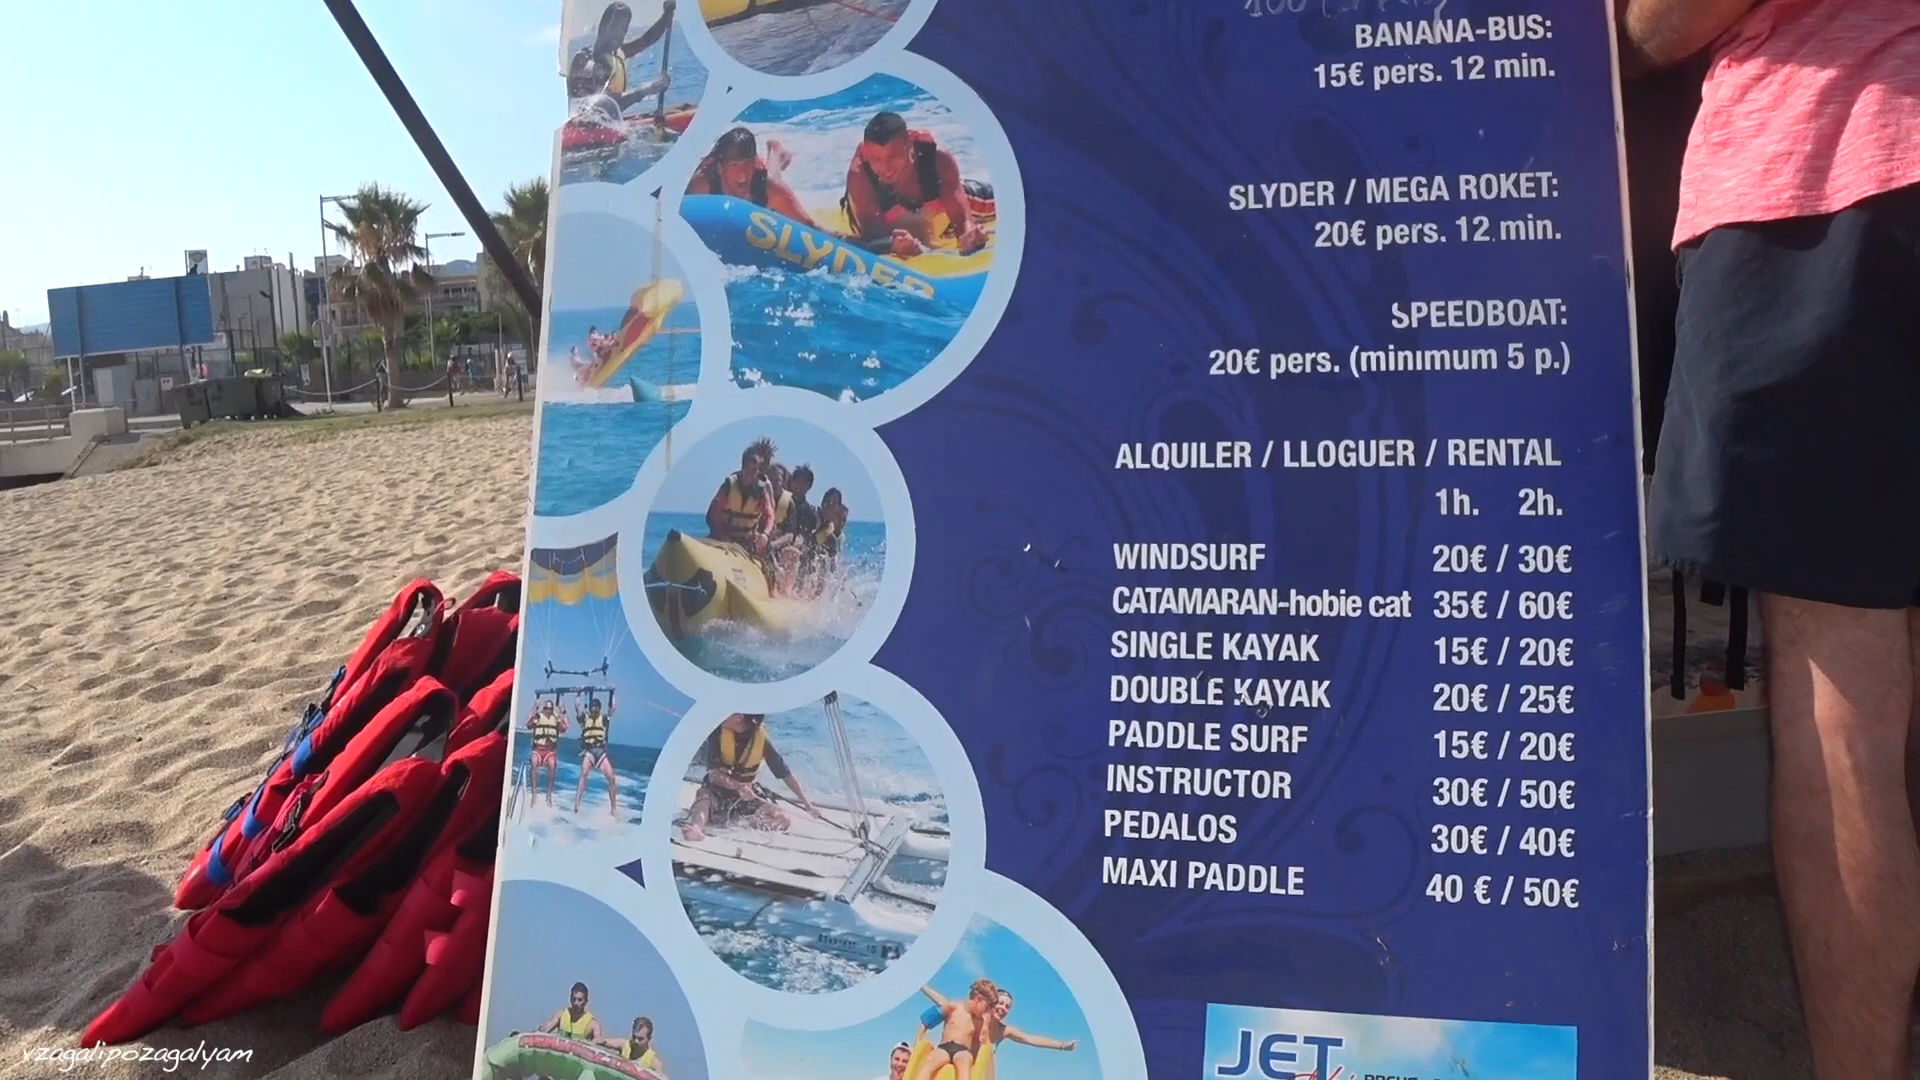 BANANA-BUS:
15€ pers. 12 min.
SLYDER / MEGA ROKET:
20€ pers. 12 min.
SPEEDBOAT:
20€ pers. (minimum 5 p.)
ALQUILER / LLOGUER / RENTAL
1h. 2h.
WINDSURF 20€ / 30€
CATAMARAN-hobie cat 35€ / 60€
SINGLE KAYAK 15€ / 20€
DOUBLE KAYAK 20€ / 25€
PADDLE SURF 15€ / 20€
INSTRUCTOR 30€ / 50€
PEDALOS 30€ / 40€
MAXI PADDLE 40 € / 50€
SLYDER
JET
vzagalipozagalyam